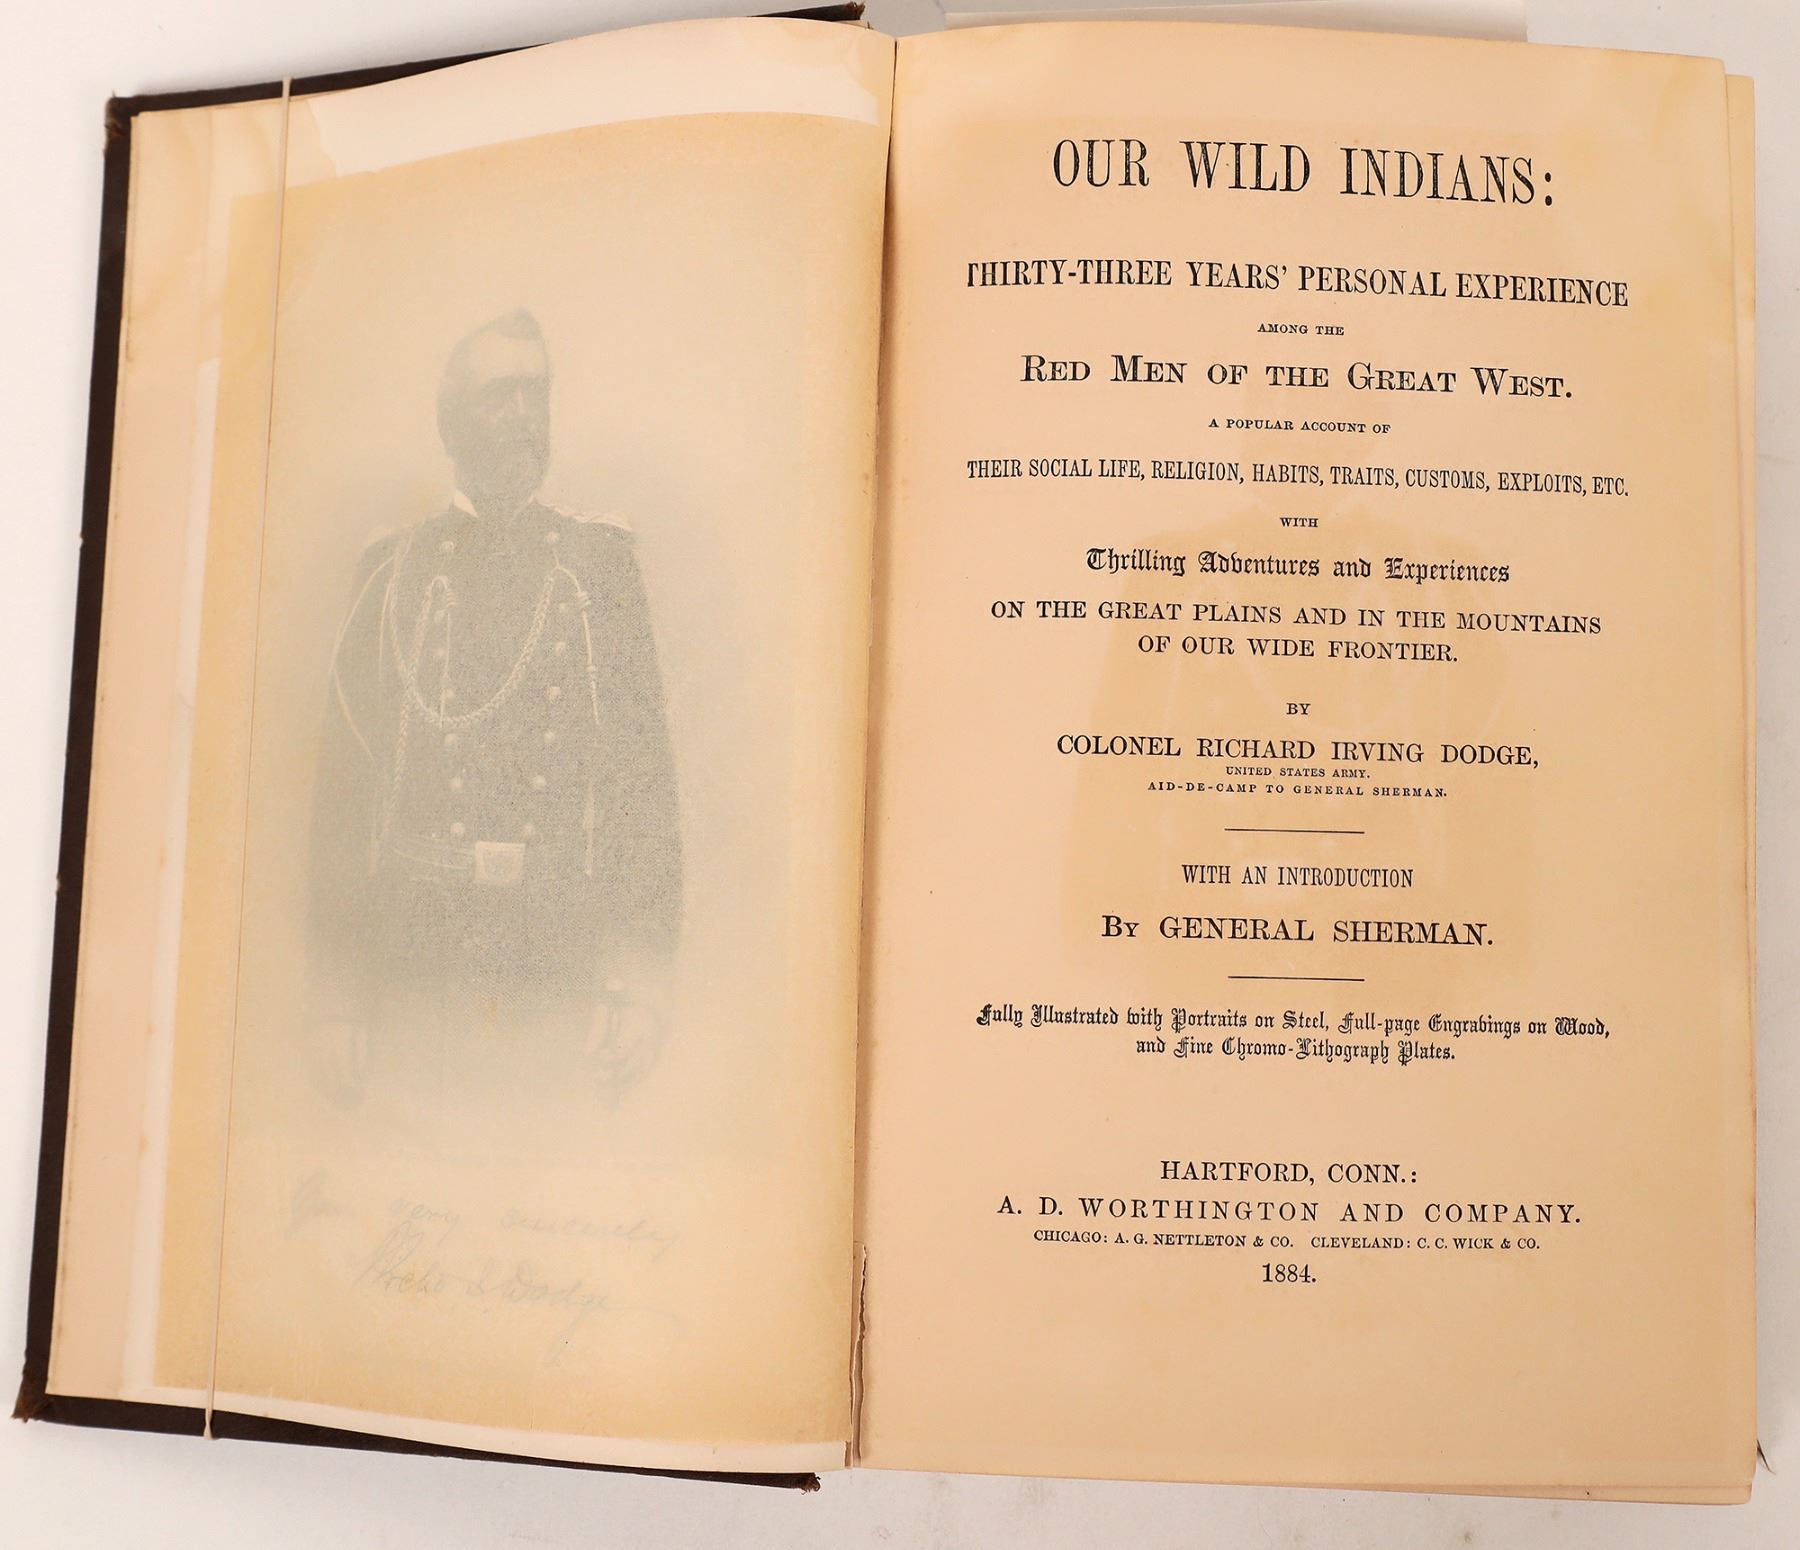 very sincerely
Dodge
OUR WILD INDIANS:
THIRTY-THREE YEARS' PERSONAL EXPERIENCE
AMONG THE
RED MEN OF THE GREAT WEST.
A POPULAR ACCOUNT OF
THEIR SOCIAL LIFE, RELIGION, HABITS, TRAITS, CUSTOMS, EXPLOITS, ETC.
WITH
Thrilling Adventures and Experiences
ON THE GREAT PLAINS AND IN THE MOUNTAINS
OF OUR WIDE FRONTIER.
BY
COLONEL RICHARD IRVING DODGE,
UNITED STATES ARMY.
AID-DE-CAMP TO GENERAL SHERMAN.
WITH AN INTRODUCTION
BY GENERAL SHERMAN.
Fully Illustrated with Portraits on Steel, Full-page Engravings on Wood,
and Fine Chromo-Lithograph Plates.
HARTFORD, CONN.:
A. D. WORTHINGTON AND COMPANY.
CHICAGO: A. G. NETTLETON & CO. CLEVELAND: C. C. WICK & CO.
1884.